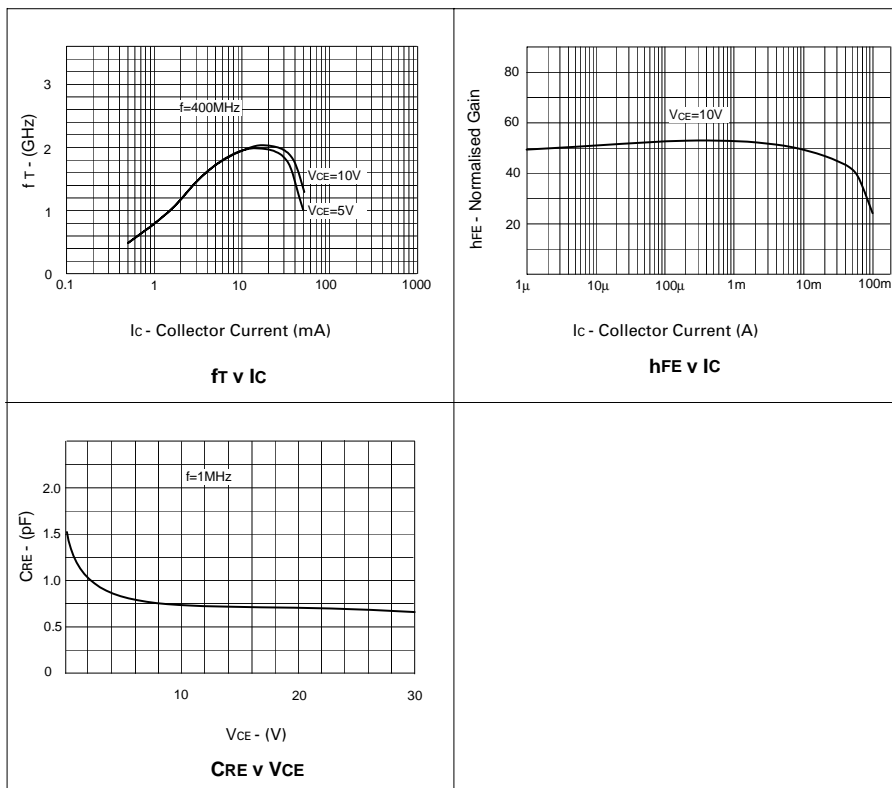 3
2
1
0
f T - (GHz)
f=400MHz
VCE=10V
VCE=5V
0.1 1 10 100 1000
IC - Collector Current (mA)
fT v IC
80
60
40
20
hFE - Normalised Gain
VCE=10V
1µ 10µ 100µ 1m 10m 100m
IC - Collector Current (A)
hFE v IC
2.0
1.5
1.0
0.5
0
CRE - (pF)
f=1MHz
10 20 30
VCE - (V)
CRE v VCE